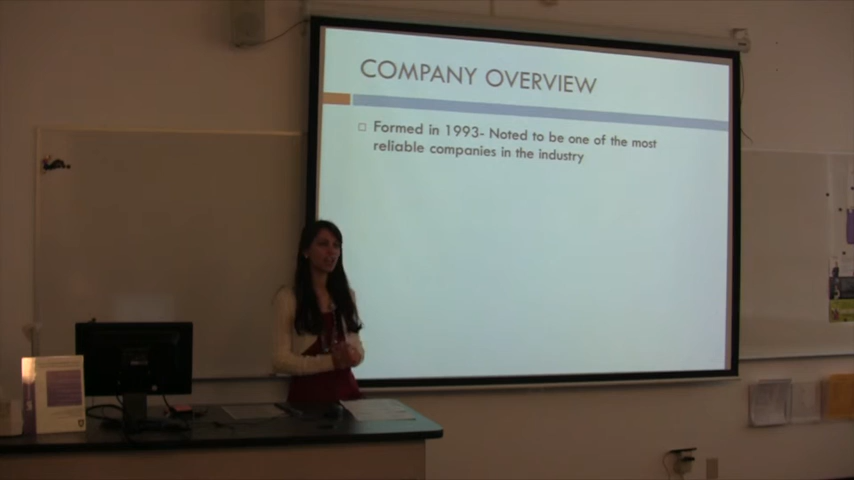 COMPANY OVERVIEW
Formed in 1993- Noted to be one of the most
reliable companies in the industry